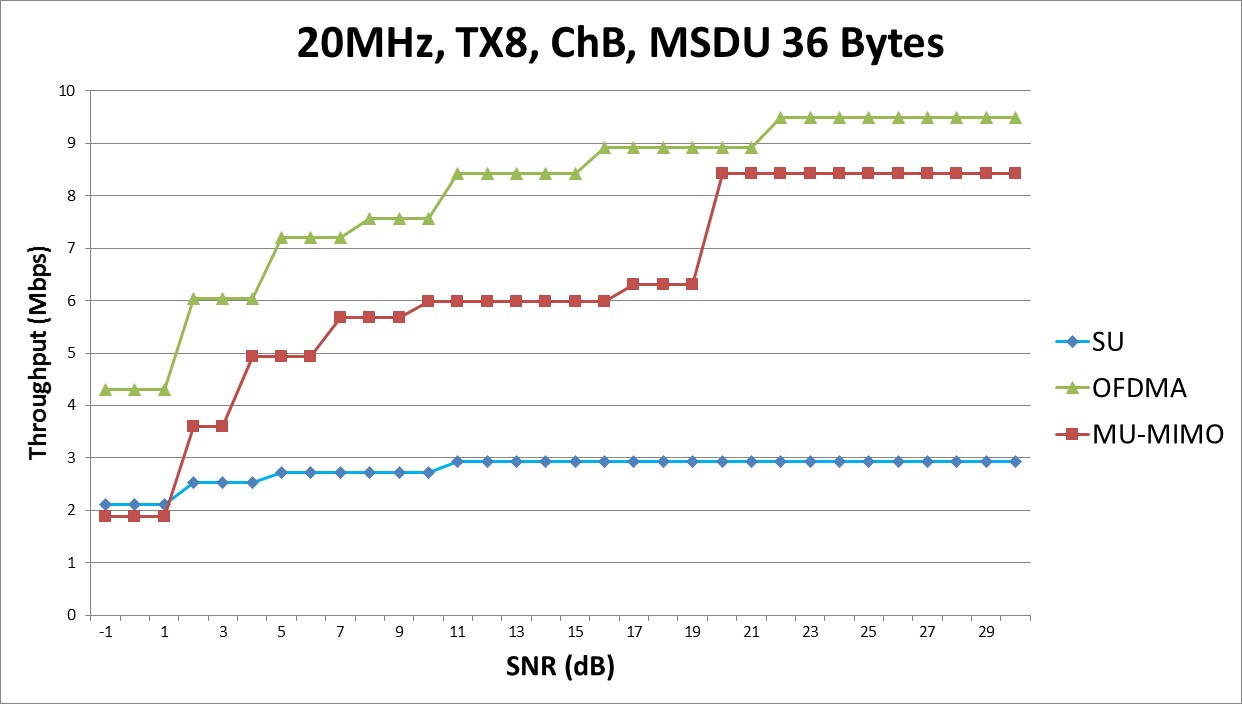 20MHz, TX8, ChB, MSDU 36 Bytes
10
9
8
7
6
5
4
3
2
1
0
Throughput (Mbps)
-1 1 3 5 7 9 11 13 15 17 19 21 23 25 27 29
SNR (dB)
SU
OFDMA
MU-MIMO